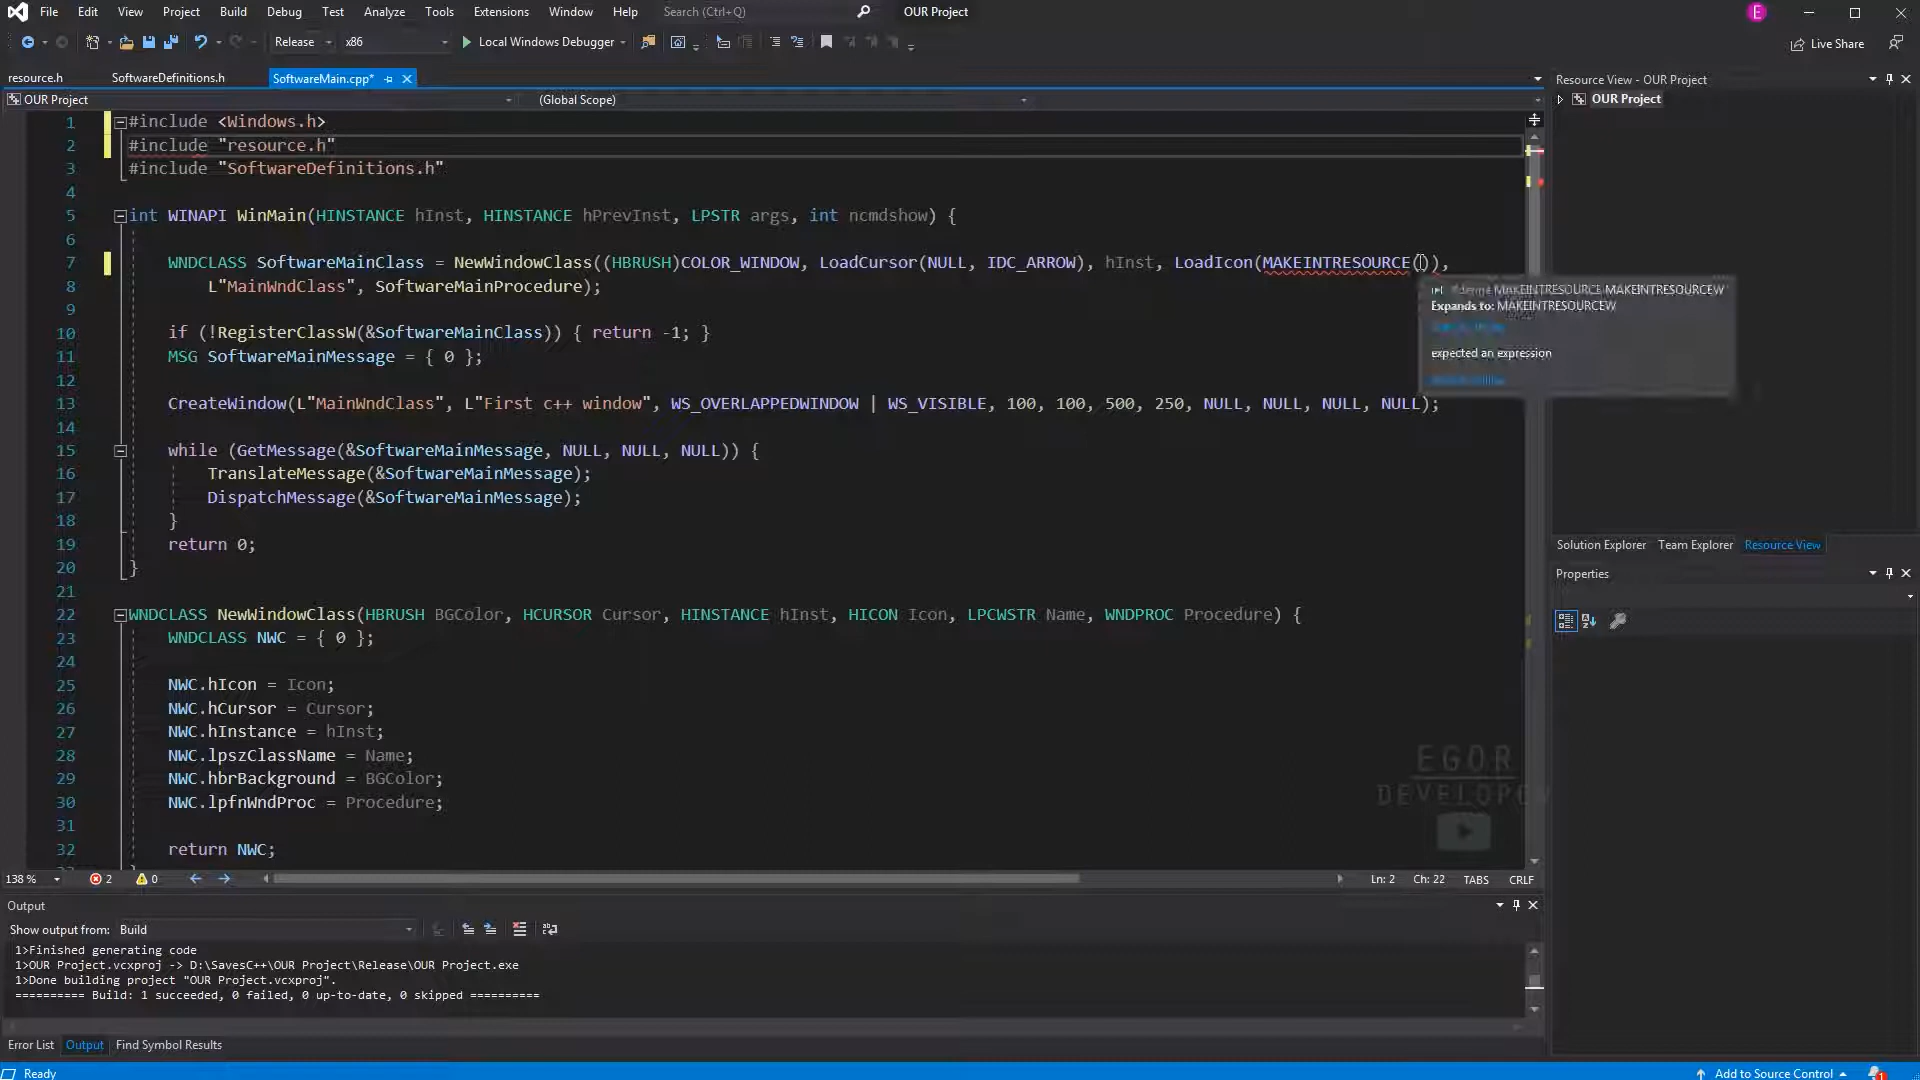 File Edit View Project Build Debug Test Analyze Tools Extensions Window Help Search (Ctrl+Q) OUR Project E
Release x86 Local Windows Debugger Live Share
resource.h SoftwareDefinitions.h SoftwareMain.cpp*
OUR Project (Global Scope)
1 #include <Windows.h>
2 #include "resource.h"
3 #include "SoftwareDefinitions.h"
4
5 int WINAPI WinMain(HINSTANCE hInst, HINSTANCE hPrevInst, LPSTR args, int ncmdshow) {
6
7 WNDCLASS SoftwareMainClass = NewWindowClass((HBRUSH)COLOR_WINDOW, LoadCursor(NULL, IDC_ARROW), hInst, LoadIcon(MAKEINTRESOURCE()),
8 L"MainWndClass", SoftwareMainProcedure);
9
10 if (!RegisterClassW(&SoftwareMainClass)) { return -1; }
11 MSG SoftwareMainMessage = { 0 };
12
13 CreateWindow(L"MainWndClass", L"First c++ window", WS_OVERLAPPEDWINDOW | WS_VISIBLE, 100, 100, 500, 250, NULL, NULL, NULL, NULL);
14
15 while (GetMessage(&SoftwareMainMessage, NULL, NULL, NULL)) {
16 TranslateMessage(&SoftwareMainMessage);
17 DispatchMessage(&SoftwareMainMessage);
18 }
19 return 0;
20 }
21
22 WNDCLASS NewWindowClass(HBRUSH BGColor, HCURSOR Cursor, HINSTANCE hInst, HICON Icon, LPCWSTR Name, WNDPROC Procedure) {
23 WNDCLASS NWC = { 0 };
24
25 NWC.hIcon = Icon;
26 NWC.hCursor = Cursor;
27 NWC.hInstance = hInst;
28 NWC.lpszClassName = Name;
29 NWC.hbrBackground = BGColor;
30 NWC.lpfnWndProc = Procedure;
31
32 return NWC;
#define MAKEINTRESOURCE MAKEINTRESOURCEW
Expands to: MAKEINTRESOURCEW
expected an expression
EGOR
DEVELOPER
138 % 2 0 Ln: 2 Ch: 22 TABS CRLF
Resource View - OUR Project
OUR Project
Solution Explorer Team Explorer Resource View
Properties
Output
Show output from: Build
1>Finished generating code
1>OUR Project.vcxproj -> D:\SavesC++\OUR Project\Release\OUR Project.exe
1>Done building project "OUR Project.vcxproj".
========== Build: 1 succeeded, 0 failed, 0 up-to-date, 0 skipped ==========
Error List Output Find Symbol Results
Ready Add to Source Control 1